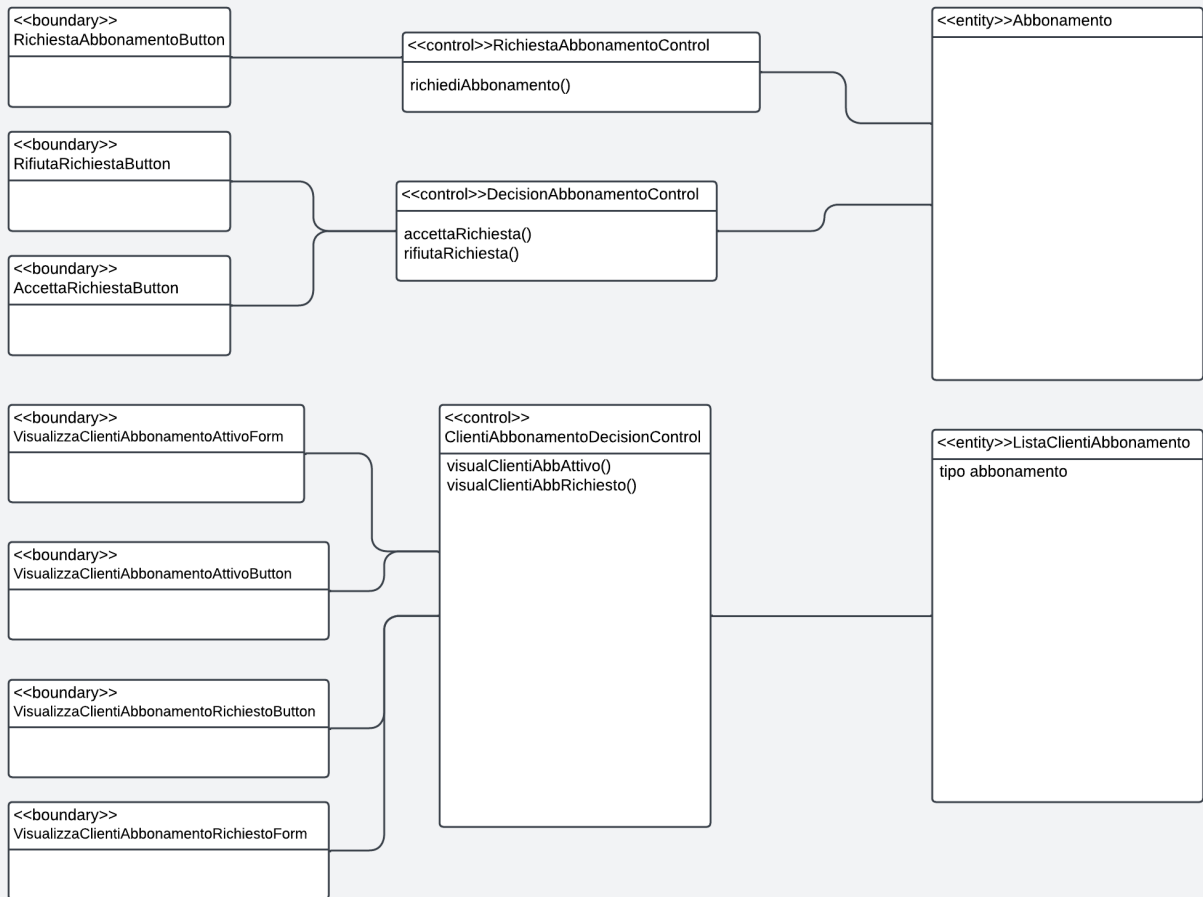 <<boundary>>
RichiestaAbbonamentoButton
<<control>>RichiestaAbbonamentoControl
richiediAbbonamento()
<<entity>>Abbonamento
<<boundary>>
RifiutaRichiestaButton
<<control>>DecisionAbbonamentoControl
accettaRichiesta()
rifiutaRichiesta()
<<boundary>>
AccettaRichiestaButton
<<boundary>>
VisualizzaClientiAbbonamentoAttivoForm
<<control>>
ClientiAbbonamentoDecisionControl
visualClientiAbbAttivo()
visualClientiAbbRichiesto()
<<entity>>ListaClientiAbbonamento
tipo abbonamento
<<boundary>>
VisualizzaClientiAbbonamentoAttivoButton
<<boundary>>
VisualizzaClientiAbbonamentoRichiestoButton
<<boundary>>
VisualizzaClientiAbbonamentoRichiestoForm